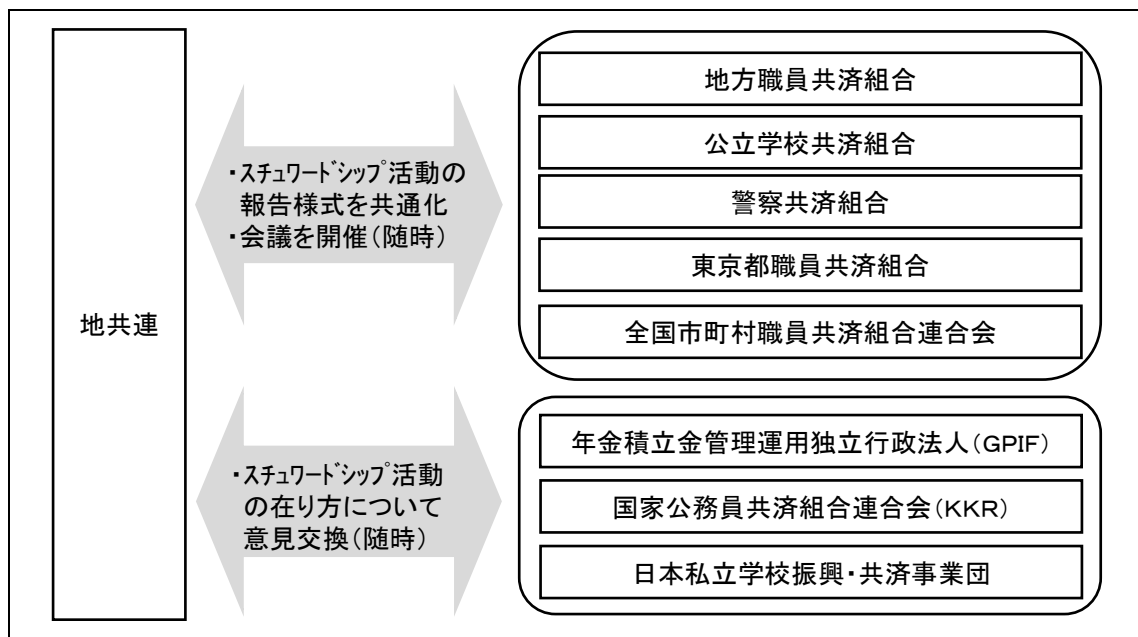 地共連
・スチュワードシップ活動の
報告様式を共通化
・会議を開催（随時）
地方職員共済組合
公立学校共済組合
警察共済組合
東京都職員共済組合
全国市町村職員共済組合連合会
・スチュワードシップ活動
の在り方について
意見交換（随時）
年金積立金管理運用独立行政法人（GPIF）
国家公務員共済組合連合会（KKR）
日本私立学校振興・共済事業団